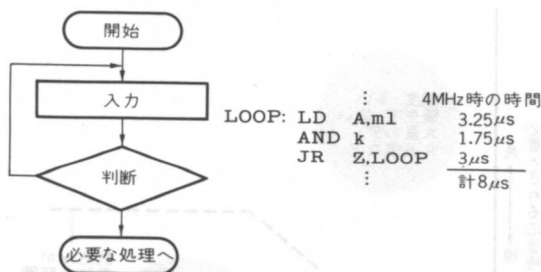 開始
入力
判断
必要な処理へ
⋮ 4MHz時の時間
LOOP: LD A,ml 3.25μs
AND k 1.75μs
JR Z,LOOP 3μs
⋮ 計8μs